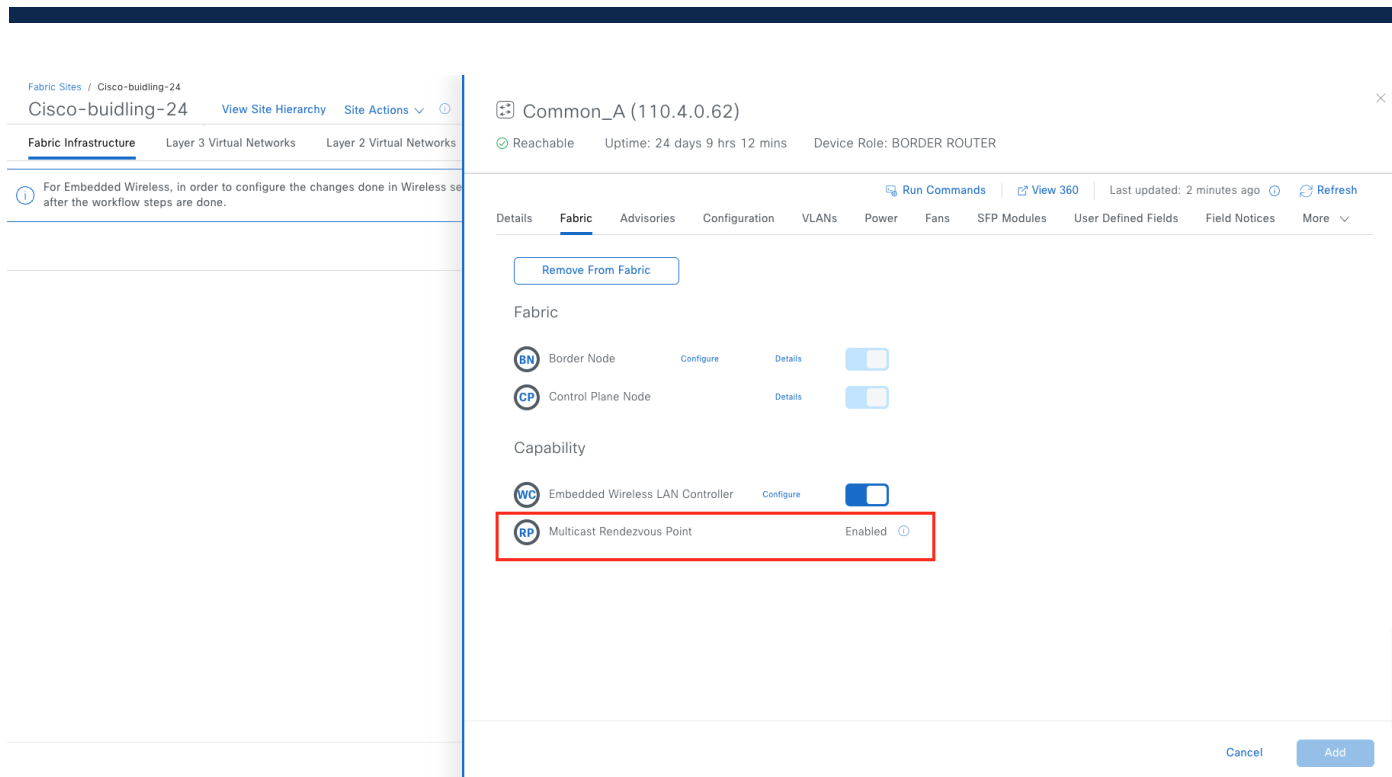 Fabric Sites / Cisco-buidling-24
Cisco-buidling-24 View Site Hierarchy Site Actions
Fabric Infrastructure Layer 3 Virtual Networks Layer 2 Virtual Networks
For Embedded Wireless, in order to configure the changes done in Wireless se
after the workflow steps are done.
Common_A (110.4.0.62)
Reachable Uptime: 24 days 9 hrs 12 mins Device Role: BORDER ROUTER
Run Commands View 360 Last updated: 2 minutes ago Refresh
Details Fabric Advisories Configuration VLANs Power Fans SFP Modules User Defined Fields Field Notices More
Remove From Fabric
Fabric
BN Border Node Configure Details
CP Control Plane Node Details
Capability
WC Embedded Wireless LAN Controller Configure
RP Multicast Rendezvous Point Enabled
Cancel Add